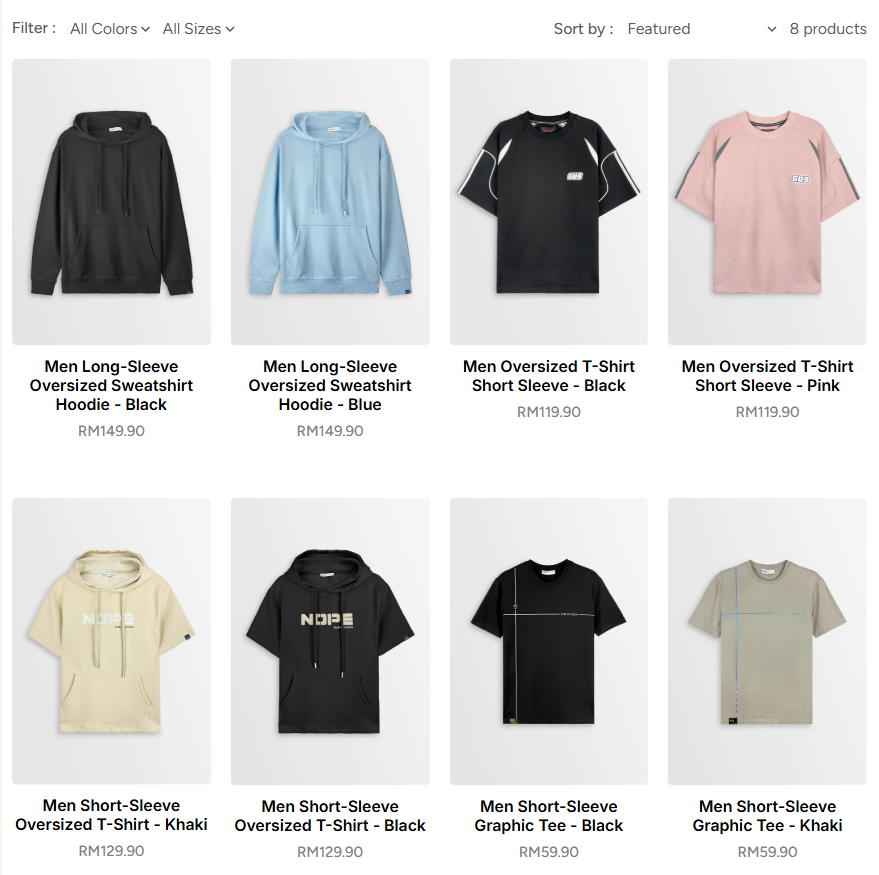 Filter : All Colors All Sizes Sort by : Featured 8 products
SUB
SUB
Men Long-Sleeve
Oversized Sweatshirt
Hoodie - Black
RM149.90
Men Long-Sleeve
Oversized Sweatshirt
Hoodie - Blue
RM149.90
Men Oversized T-Shirt
Short Sleeve - Black
RM119.90
Men Oversized T-Shirt
Short Sleeve - Pink
RM119.90
NOPE
NOPE
Men Short-Sleeve
Oversized T-Shirt - Khaki
RM129.90
Men Short-Sleeve
Oversized T-Shirt - Black
RM129.90
Men Short-Sleeve
Graphic Tee - Black
RM59.90
Men Short-Sleeve
Graphic Tee - Khaki
RM59.90